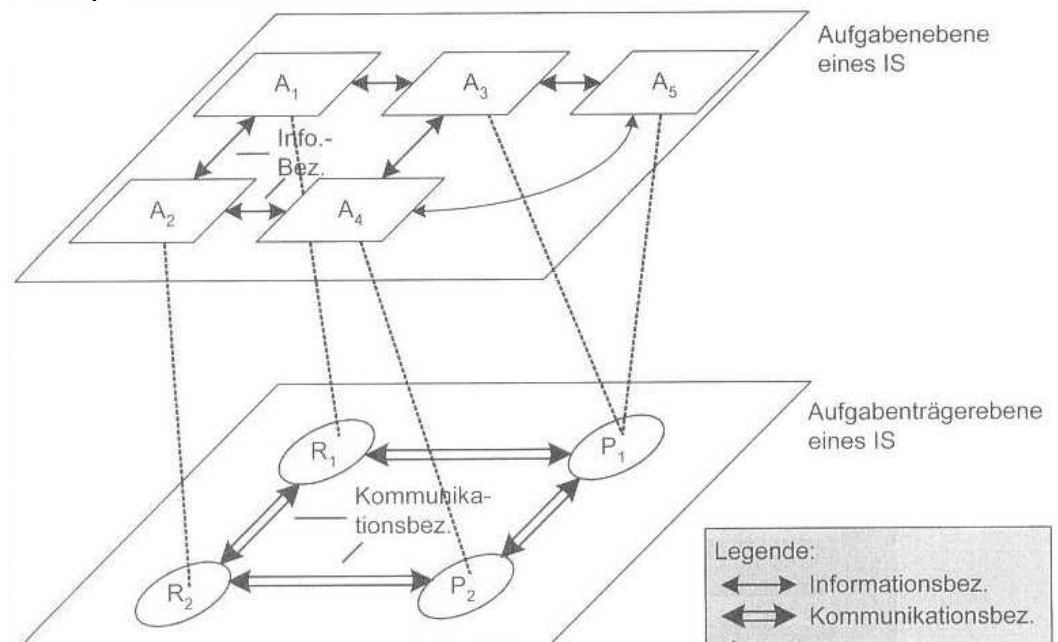 Aufgabenebene
eines IS
A1
A3
A5
Info.-
Bez.
A2
A4
Aufgabenträgerebene
eines IS
R1
P1
Kommunika-
tionsbez.
R2
P2
Legende:
Informationsbez.
Kommunikationsbez.